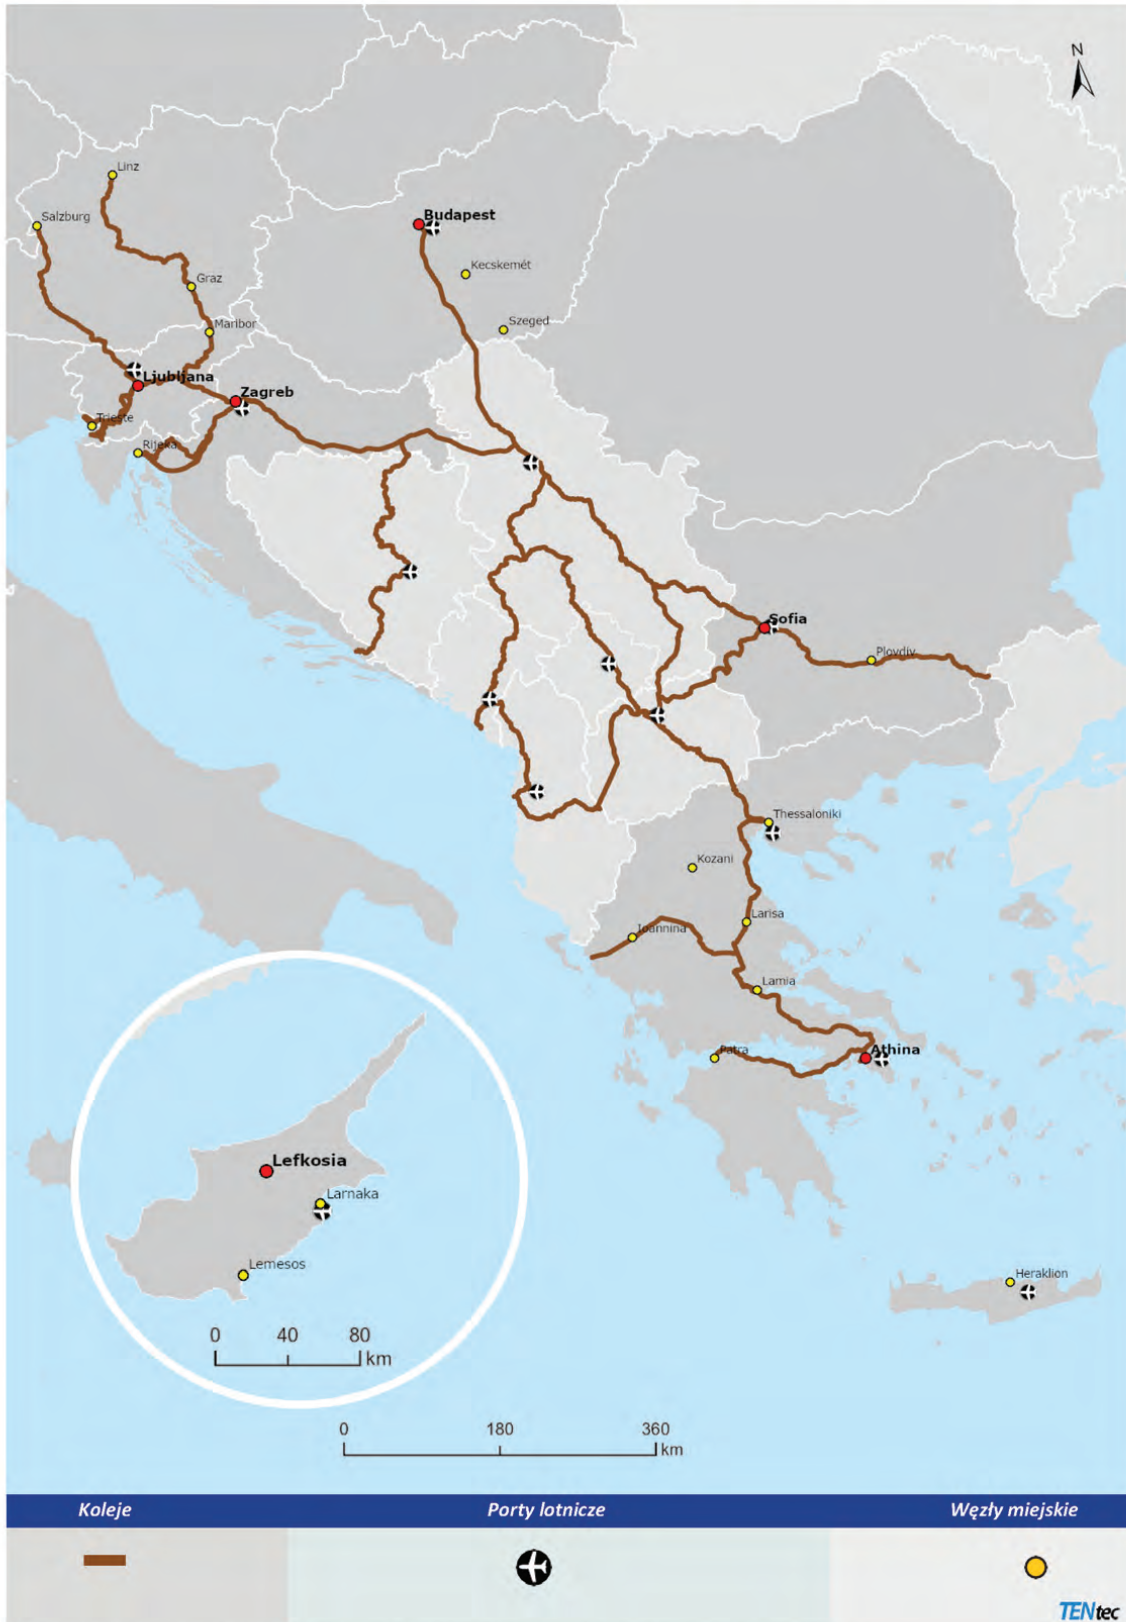 N
Linz
Salzburg
Budapest
Kecskemét
Graz
Szeged
Maribor
Ljubljana
Zagreb
Trieste
Rijeka
Sofia
Plovdiv
Thessaloniki
Kozani
Larisa
Ioannina
Lamia
Patra
Athina
Lefkosia
Larnaka
Lemesos
Heraklion
0 40 80
km
0 180 360
km
Koleje Porty lotnicze Węzły miejskie
TENtec